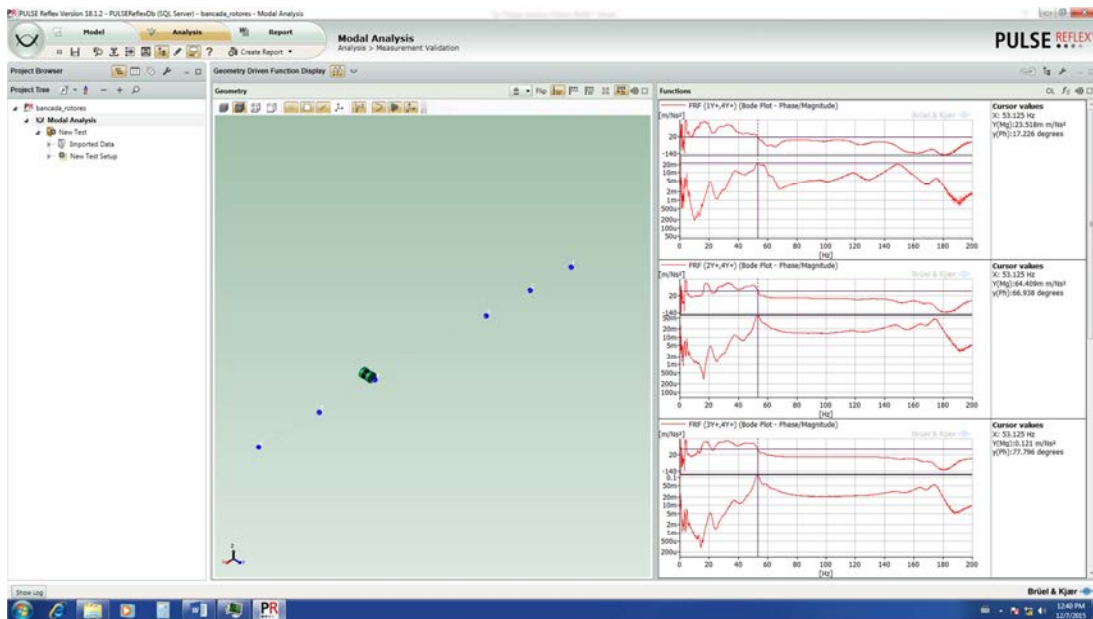 PULSE Reflex Version 18.1.2 - PULSEReflexDb (SQL Server) - bancada_rotores - Modal Analysis
Model
Analysis
Report
Create Report
Modal Analysis
Analysis > Measurement Validation
PULSE REFLEX
Project Browser
Project Tree
bancada_rotores
Modal Analysis
New Test
Imported Data
New Test Setup
Geometry Driven Function Display
Geometry
Flip
Functions
FRF (1Y+,4Y+) (Bode Plot - Phase/Magnitude)
[m/Ns²]
Brüel & Kjær
20
-140
20m
10m
5m
2m
1m
500u
200u
100u
50u
0 20 40 60 80 100 120 140 160 180 200
[Hz]
Cursor values
X: 53.125 Hz
Y(Mg):23.518m m/Ns²
y(Ph):17.226 degrees
FRF (2Y+,4Y+) (Bode Plot - Phase/Magnitude)
[m/Ns²]
Brüel & Kjær
20
-140
50m
20m
10m
5m
2m
1m
500u
200u
100u
0 20 40 60 80 100 120 140 160 180 200
[Hz]
Cursor values
X: 53.125 Hz
Y(Mg):64.409m m/Ns²
y(Ph):66.938 degrees
FRF (3Y+,4Y+) (Bode Plot - Phase/Magnitude)
[m/Ns²]
Brüel & Kjær
20
-140
0.1
50m
20m
10m
5m
2m
1m
500u
200u
0 20 40 60 80 100 120 140 160 180 200
[Hz]
Cursor values
X: 53.125 Hz
Y(Mg):0.121 m/Ns²
y(Ph):77.796 degrees
Show Log
Brüel & Kjær
PR
12:40 PM
12/7/2015